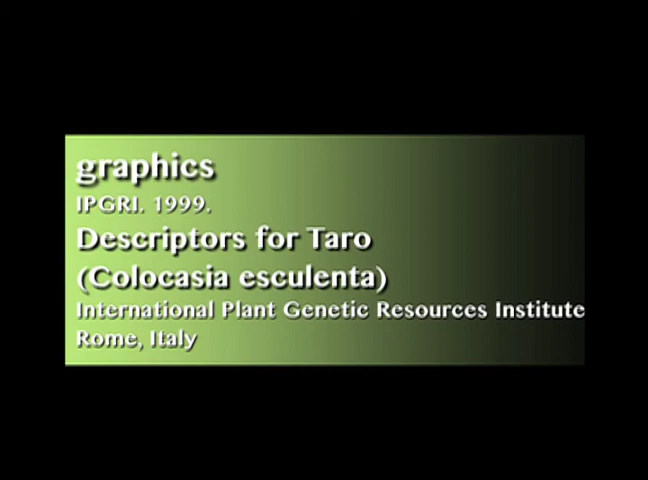 graphics
IPGRI. 1999.
Descriptors for Taro
(Colocasia esculenta)
International Plant Genetic Resources Institute
Rome, Italy